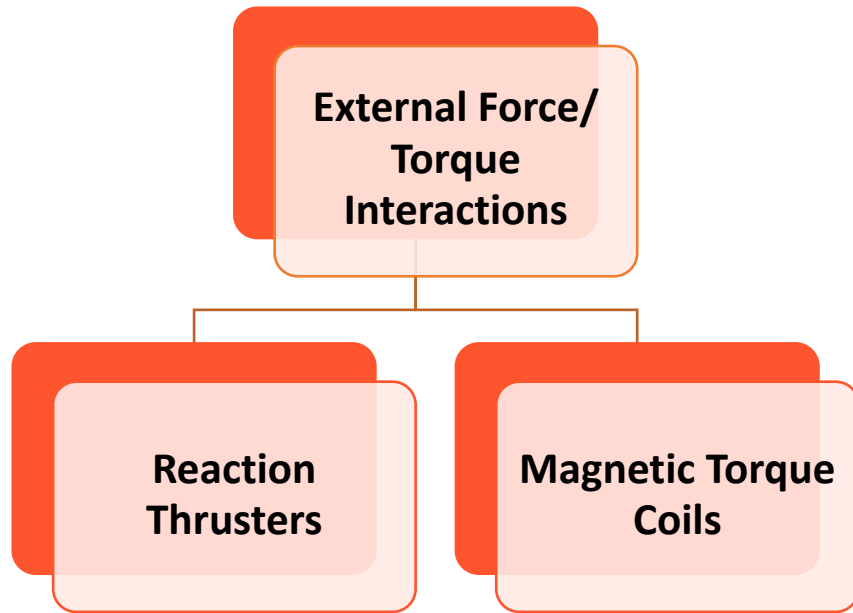 External Force/
Torque
Interactions
Reaction
Thrusters
Magnetic Torque
Coils